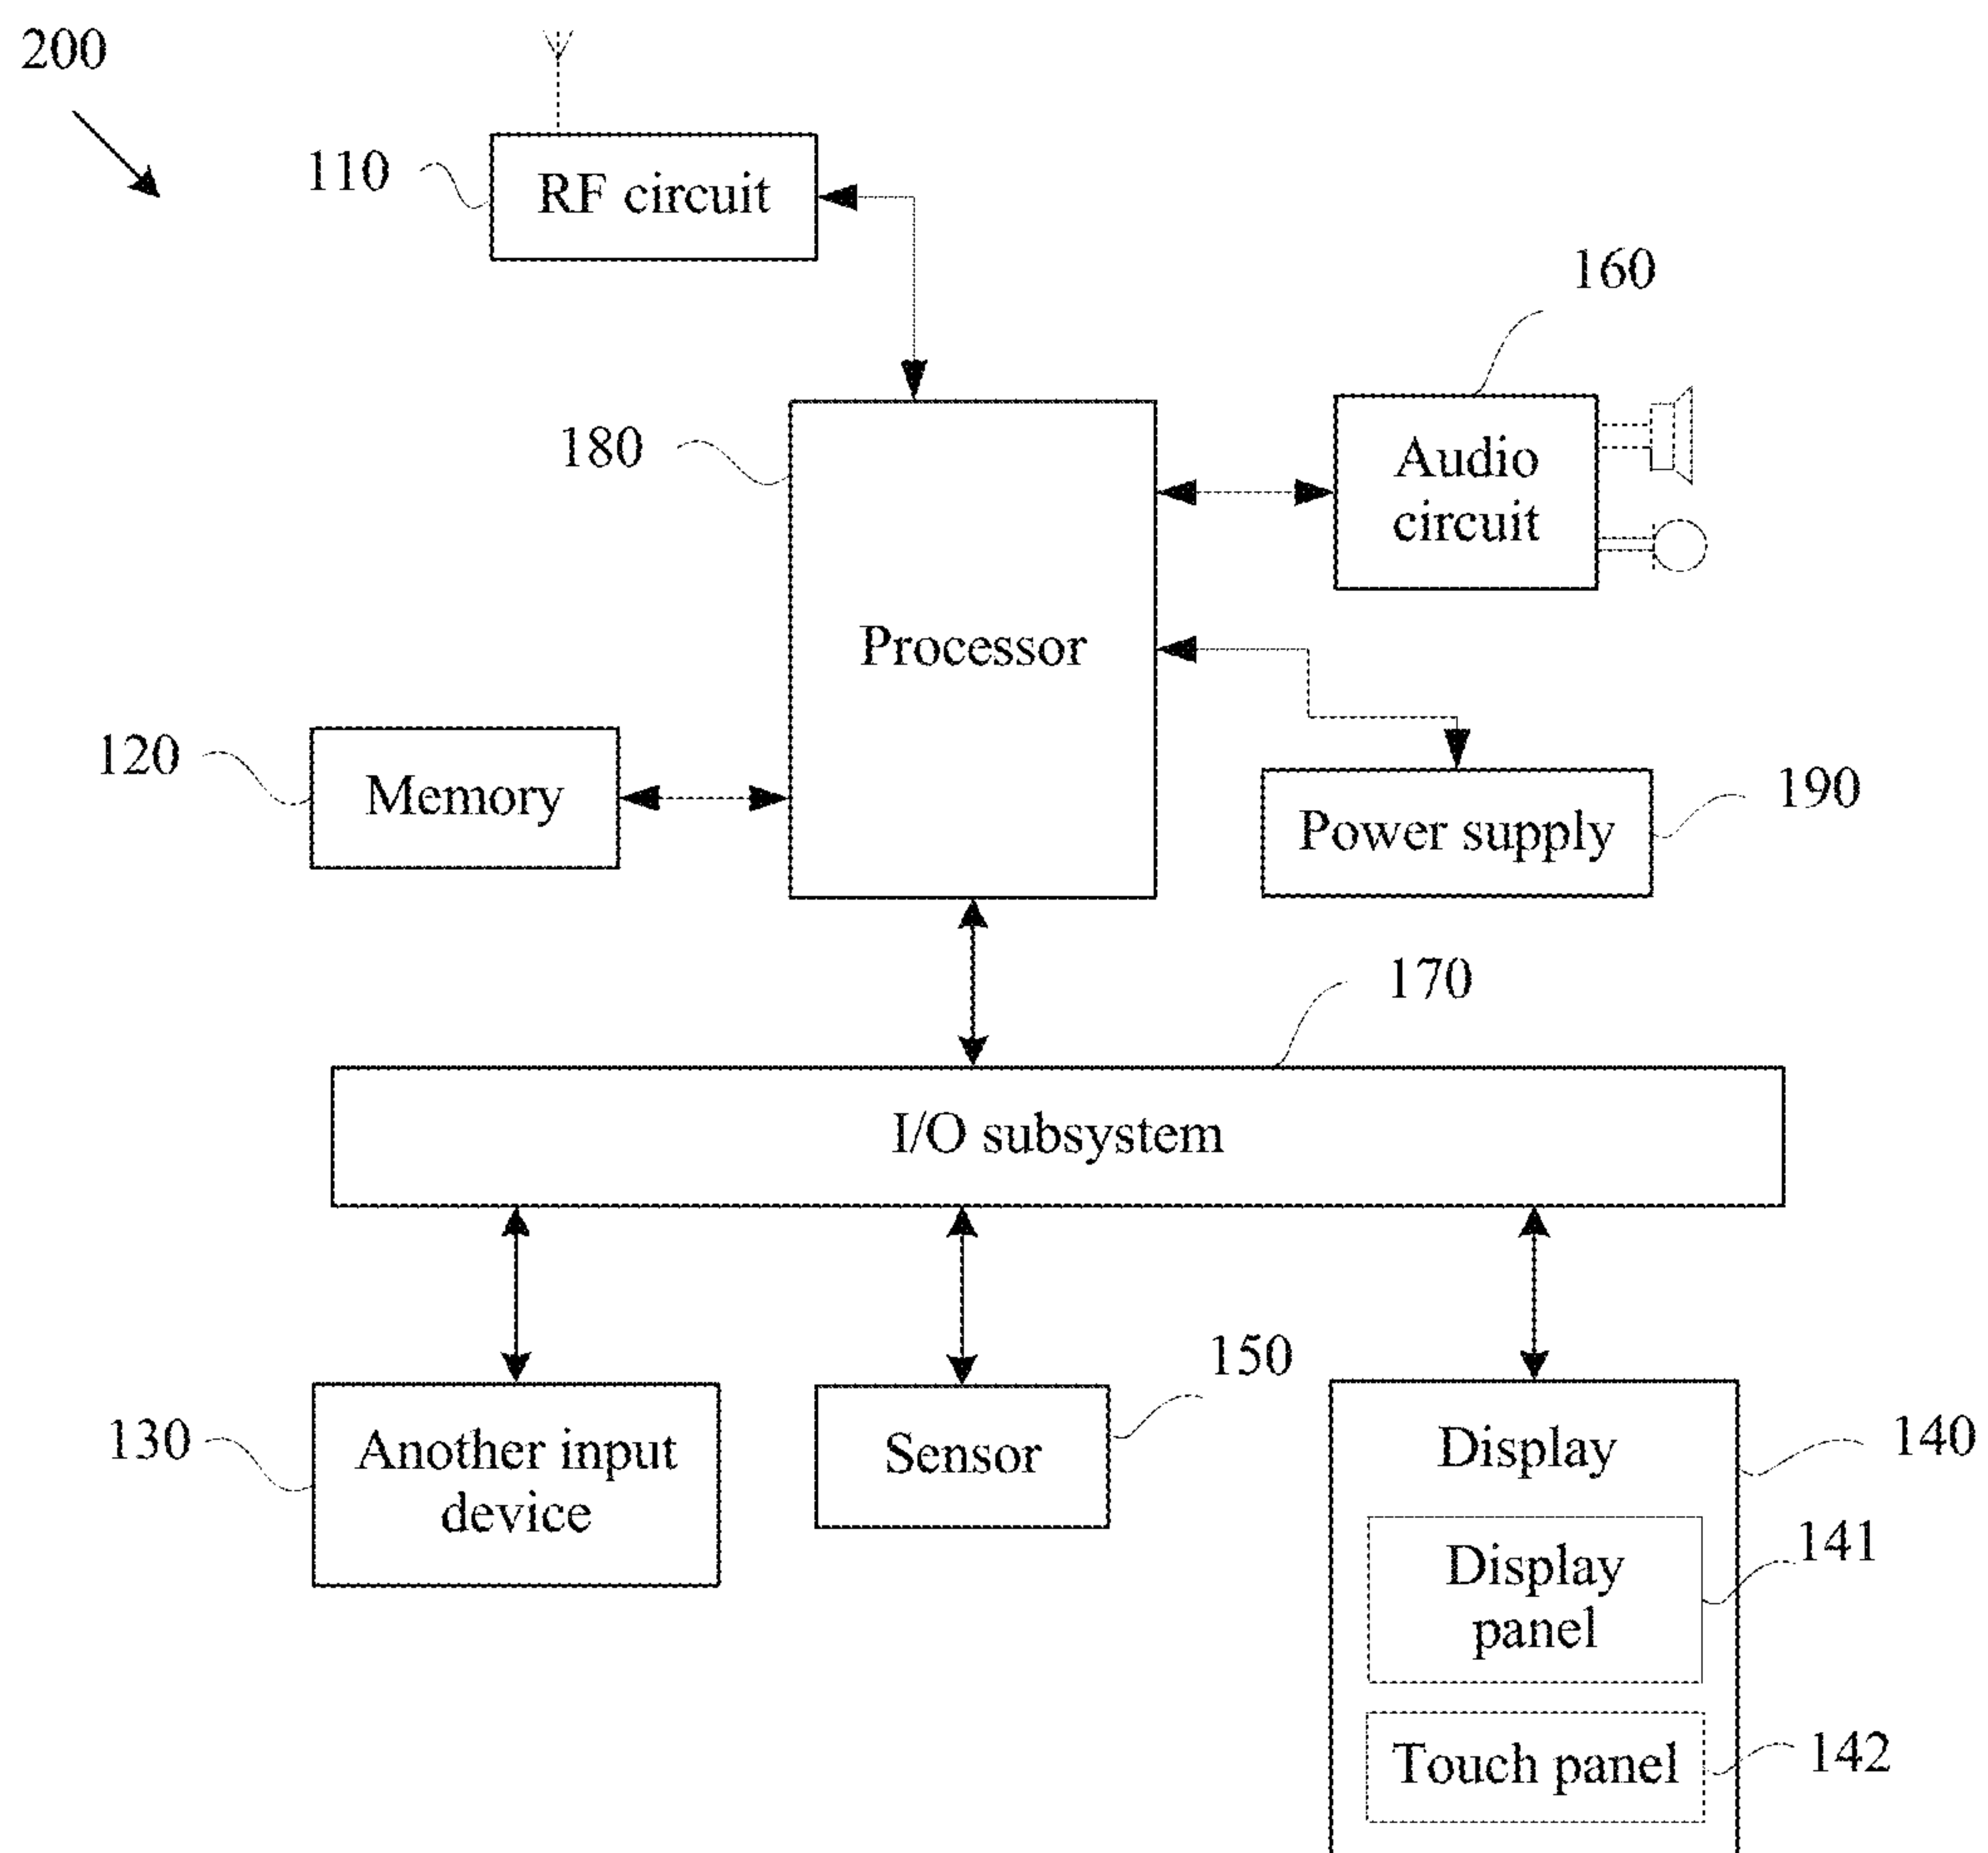 200
110
RF circuit
160
180
Audio
circuit
Processor
120
Memory
190
Power supply
170
I/O subsystem
150
130
Another input
device
Sensor
Display
140
Display
panel
141
Touch panel
142